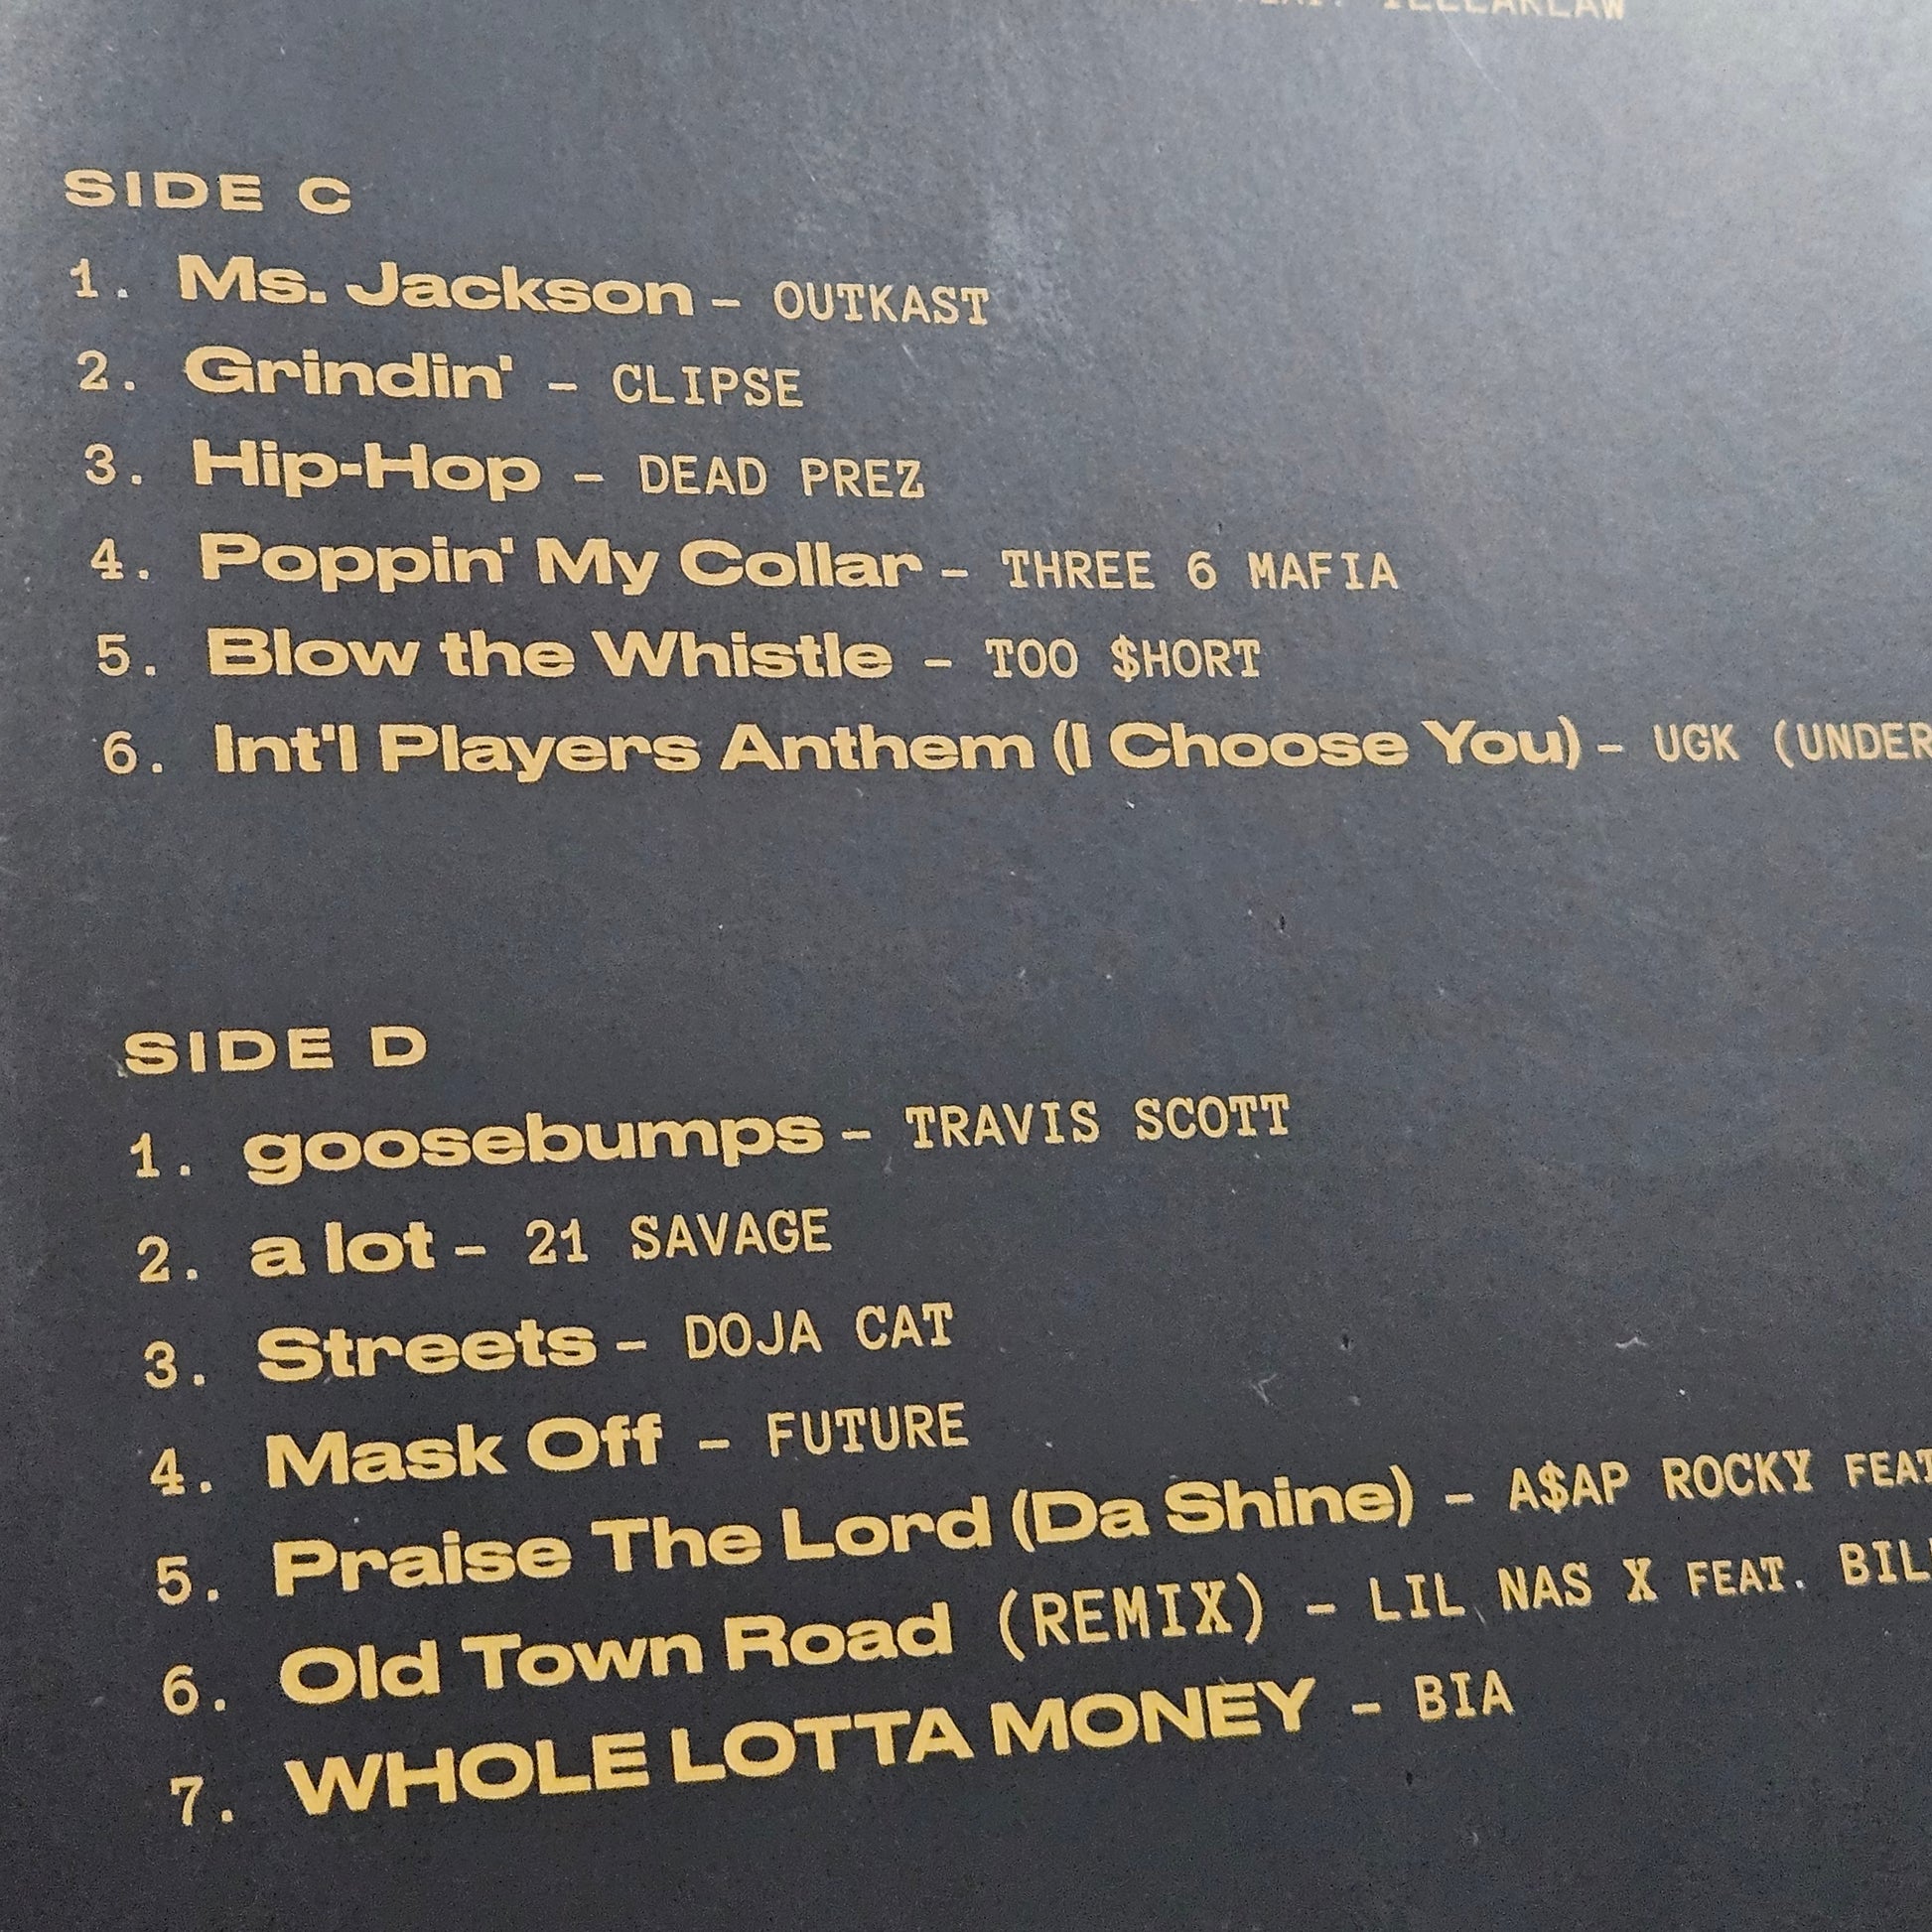 SIDE C
1. Ms. Jackson – OUTKAST
2. Grindin' – CLIPSE
3. Hip-Hop – DEAD PREZ
4. Poppin' My Collar – THREE 6 MAFIA
5. Blow the Whistle – TOO $HORT
6. Int'l Players Anthem (I Choose You) – UGK (UNDER
SIDE D
1. goosebumps – TRAVIS SCOTT
2. a lot – 21 SAVAGE
3. Streets – DOJA CAT
4. Mask Off – FUTURE
5. Praise The Lord (Da Shine) – A$AP ROCKY FEAT
6. Old Town Road (REMIX) – LIL NAS X FEAT. BIL
7. WHOLE LOTTA MONEY – BIA